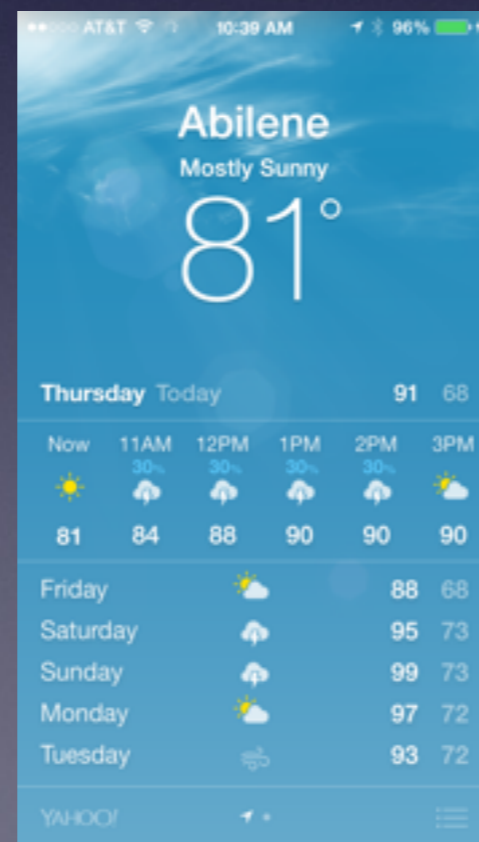 AT&T 10:39 AM 96%
Abilene
Mostly Sunny
81°
Thursday Today 91 68
Now 11AM 12PM 1PM 2PM 3PM
30% 30% 30% 30%
81 84 88 90 90 90
Friday 88 68
Saturday 95 73
Sunday 99 73
Monday 97 72
Tuesday 93 72
YAHOO!